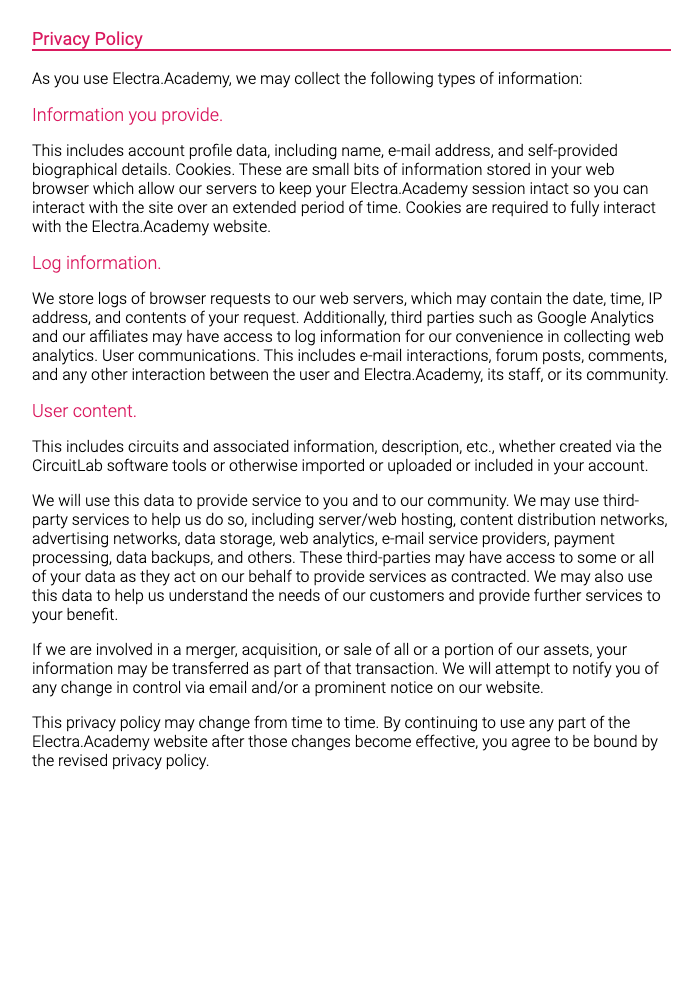 Privacy Policy
As you use Electra.Academy, we may collect the following types of information:
Information you provide.
This includes account profile data, including name, e-mail address, and self-provided
biographical details. Cookies. These are small bits of information stored in your web
browser which allow our servers to keep your Electra.Academy session intact so you can
interact with the site over an extended period of time. Cookies are required to fully interact
with the Electra.Academy website.
Log information.
We store logs of browser requests to our web servers, which may contain the date, time, IP
address, and contents of your request. Additionally, third parties such as Google Analytics
and our affiliates may have access to log information for our convenience in collecting web
analytics. User communications. This includes e-mail interactions, forum posts, comments,
and any other interaction between the user and Electra.Academy, its staff, or its community.
User content.
This includes circuits and associated information, description, etc., whether created via the
CircuitLab software tools or otherwise imported or uploaded or included in your account.
We will use this data to provide service to you and to our community. We may use third-
party services to help us do so, including server/web hosting, content distribution networks,
advertising networks, data storage, web analytics, e-mail service providers, payment
processing, data backups, and others. These third-parties may have access to some or all
of your data as they act on our behalf to provide services as contracted. We may also use
this data to help us understand the needs of our customers and provide further services to
your benefit.
If we are involved in a merger, acquisition, or sale of all or a portion of our assets, your
information may be transferred as part of that transaction. We will attempt to notify you of
any change in control via email and/or a prominent notice on our website.
This privacy policy may change from time to time. By continuing to use any part of the
Electra.Academy website after those changes become effective, you agree to be bound by
the revised privacy policy.